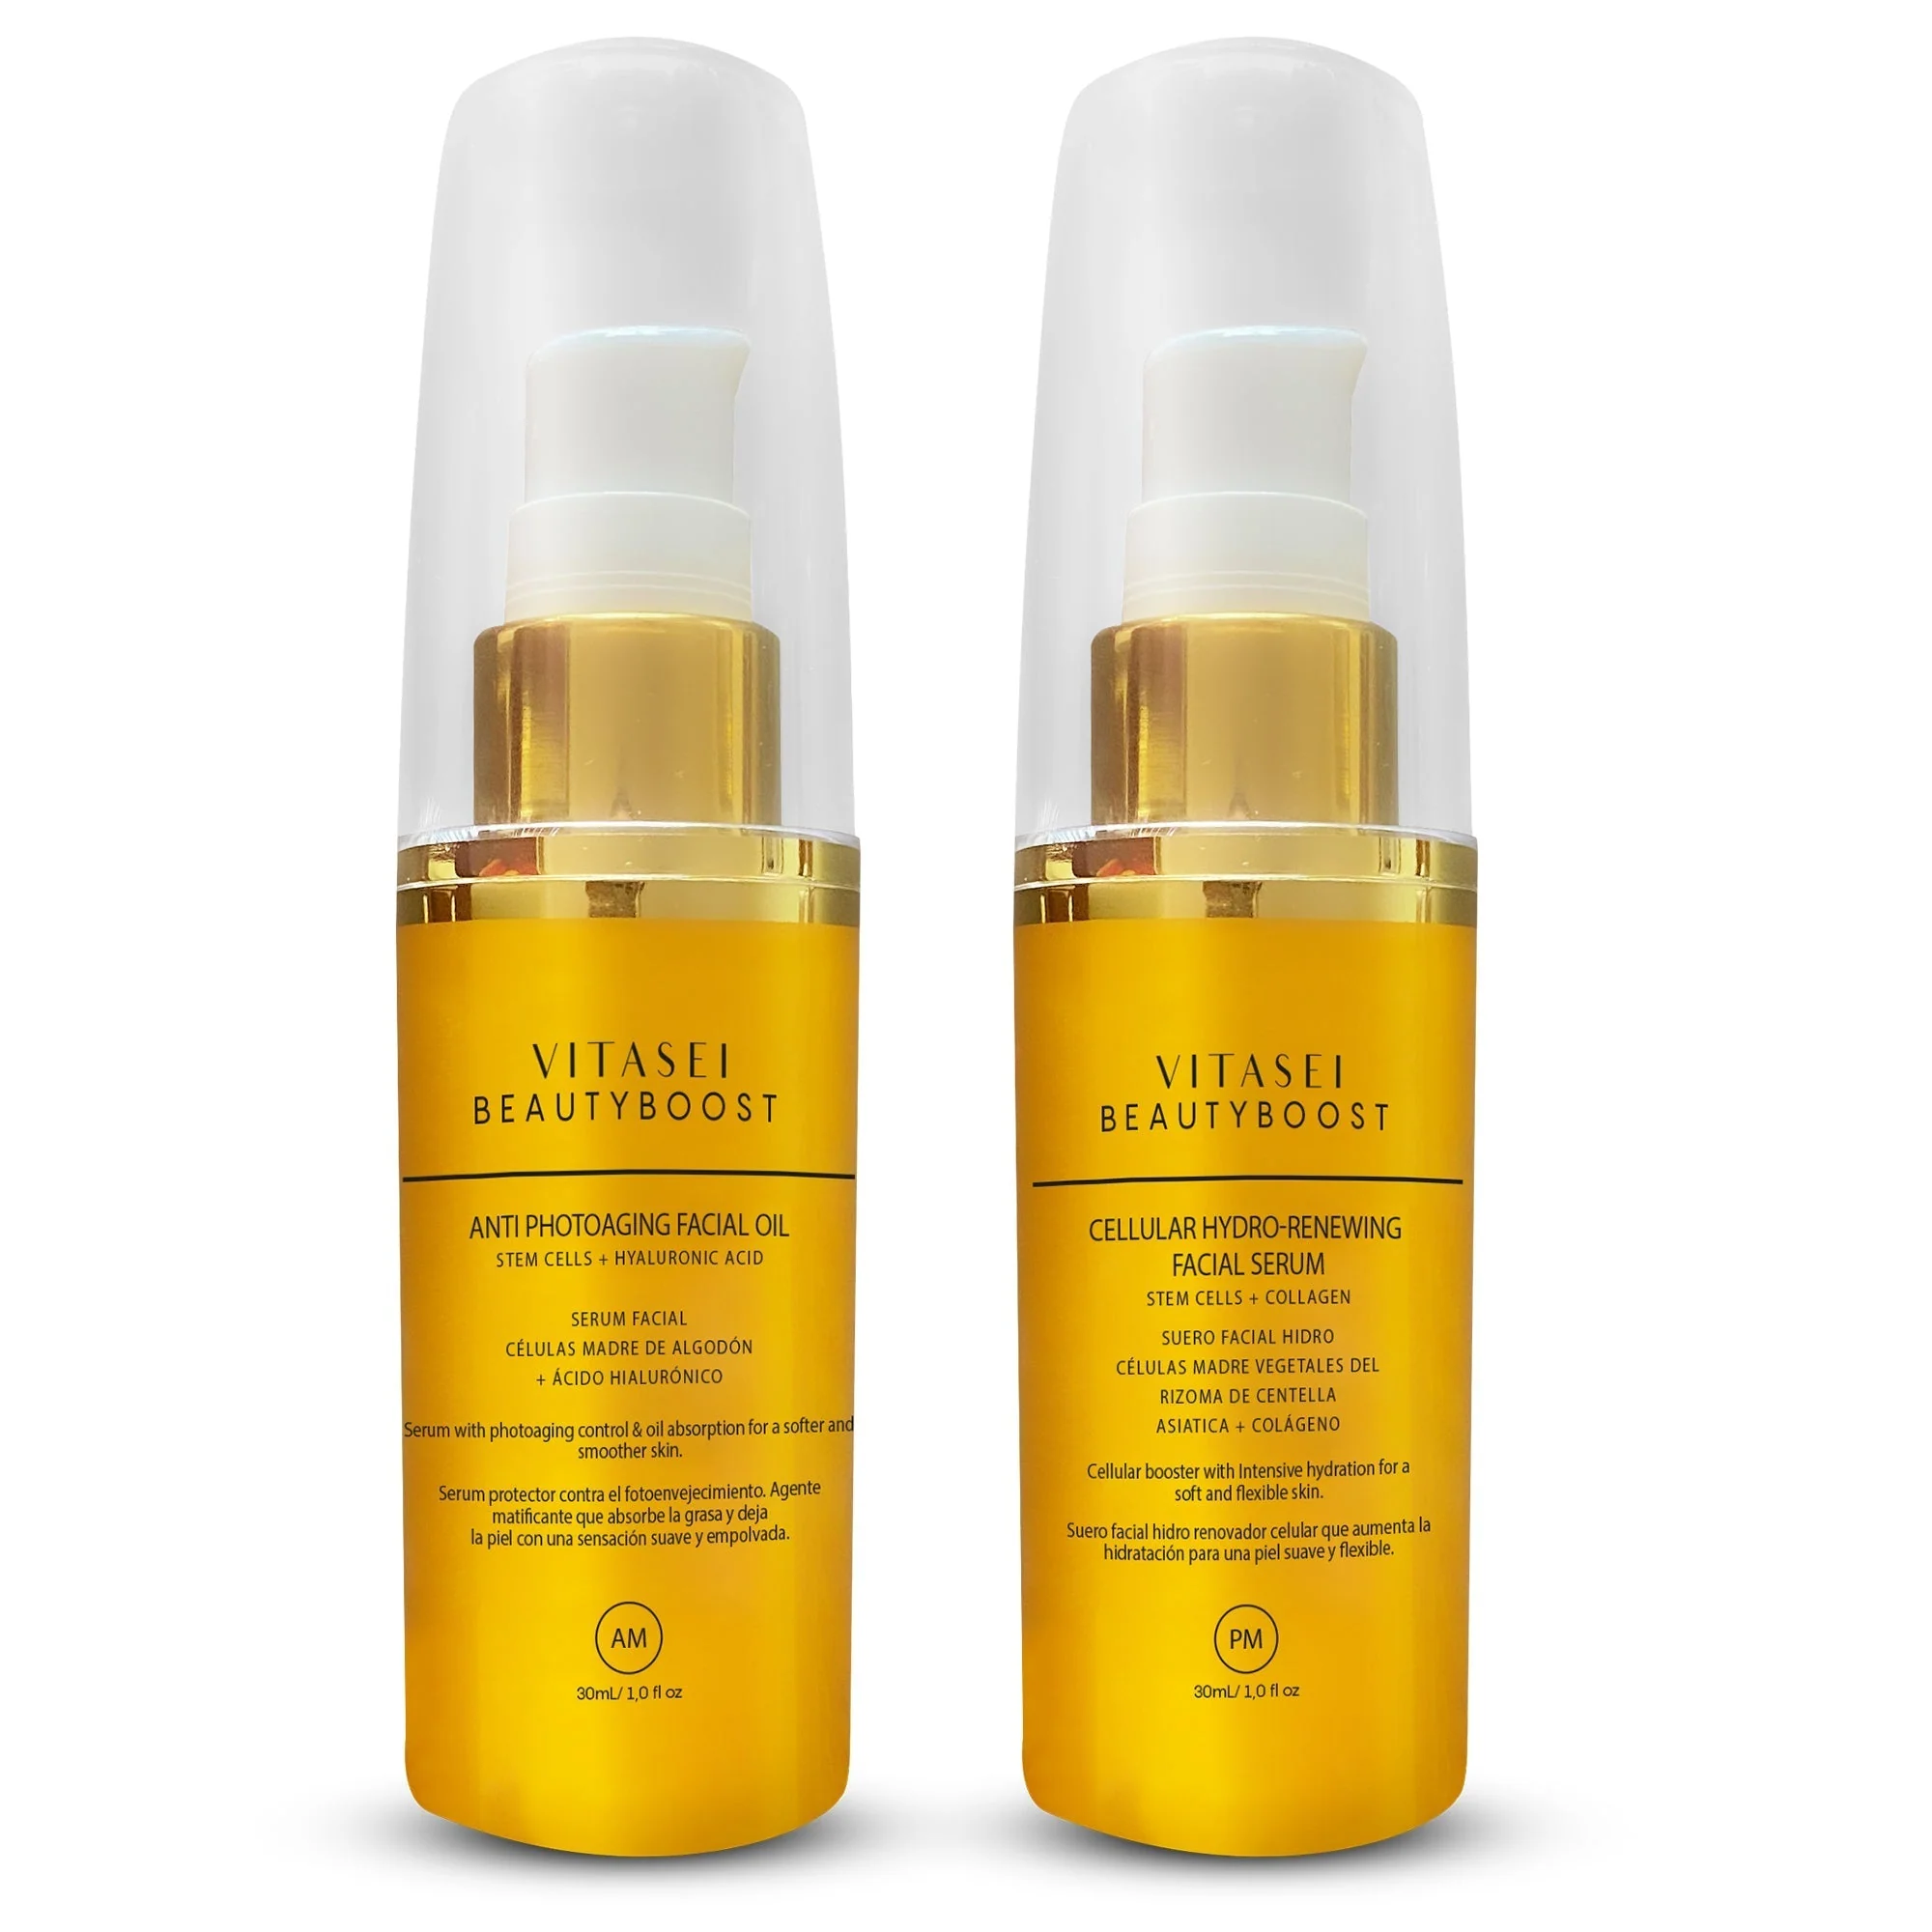 VITASEI
BEAUTYBOOST
ANTI PHOTOAGING FACIAL OIL
STEM CELLS + HYALURONIC ACID
SERUM FACIAL
CÉLULAS MADRE DE ALGODÓN
+ ÁCIDO HIALURÓNICO
Serum with photoaging control & oil absorption for a softer and
smoother skin.
Serum protector contra el fotoenvejecimiento. Agente
matificante que absorbe la grasa y deja
la piel con una sensación suave y empolvada.
AM
30mL/ 1,0 fl oz
VITASEI
BEAUTYBOOST
CELLULAR HYDRO-RENEWING
FACIAL SERUM
STEM CELLS + COLLAGEN
SUERO FACIAL HIDRO
CÉLULAS MADRE VEGETALES DEL
RIZOMA DE CENTELLA
ASIATICA + COLÁGENO
Cellular booster with Intensive hydration for a
soft and flexible skin.
Suero facial hidro renovador celular que aumenta la
hidratación para una piel suave y flexible.
PM
30mL/ 1,0 fl oz